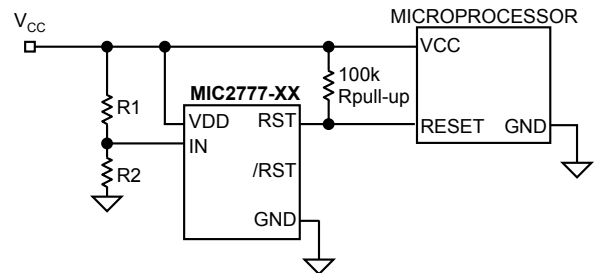 VCC
MICROPROCESSOR
VCC
100k
Rpull-up
R1
MIC2777-XX
VDD
RST
IN
RESET
GND
R2
/RST
GND